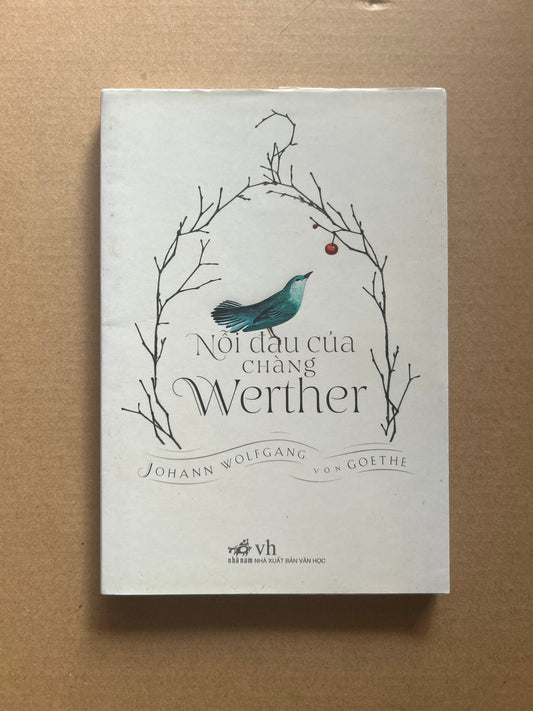 Nỗi đau của
CHÀNG
Werther
JOHANN WOLFGANG VON GOETHE
vh
nhã nam NHÀ XUẤT BẢN VĂN HỌC